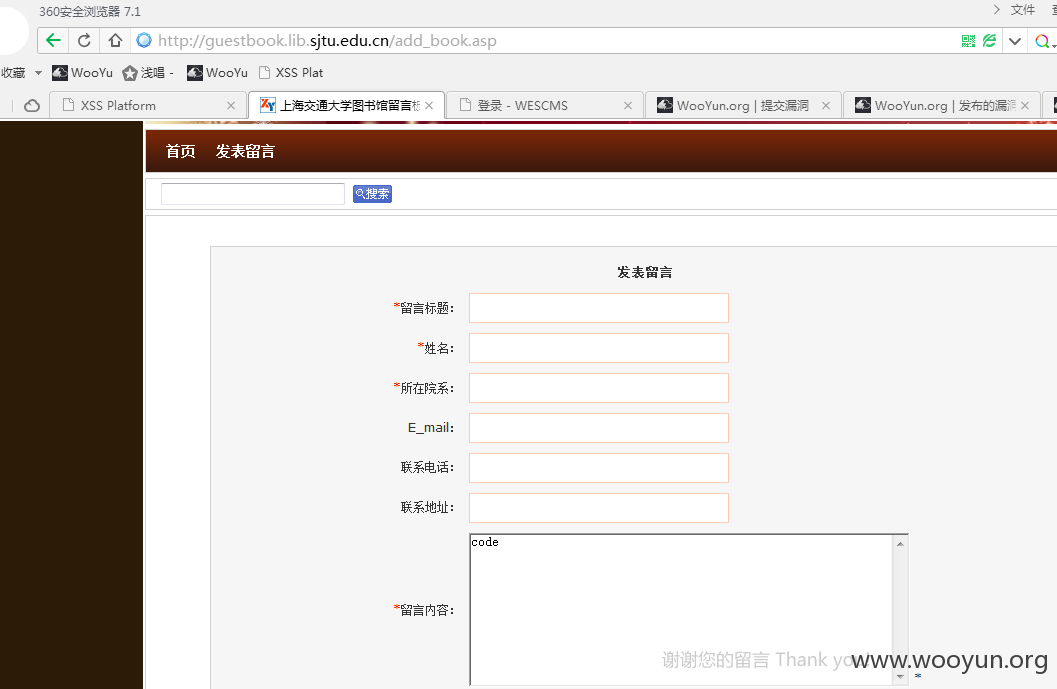 360安全浏览器 7.1
文件
http://guestbook.lib.sjtu.edu.cn/add_book.asp
收藏 WooYu 浅唱 - WooYu XSS Plat
XSS Platform 上海交通大学图书馆留言板 登录 - WESCMS WooYun.org | 提交漏洞 WooYun.org | 发布的漏洞
首页 发表留言
搜索
发表留言
*留言标题:
*姓名:
*所在院系:
E_mail:
联系电话:
联系地址:
code
*留言内容:
谢谢您的留言 Thank you
www.wooyun.org
*